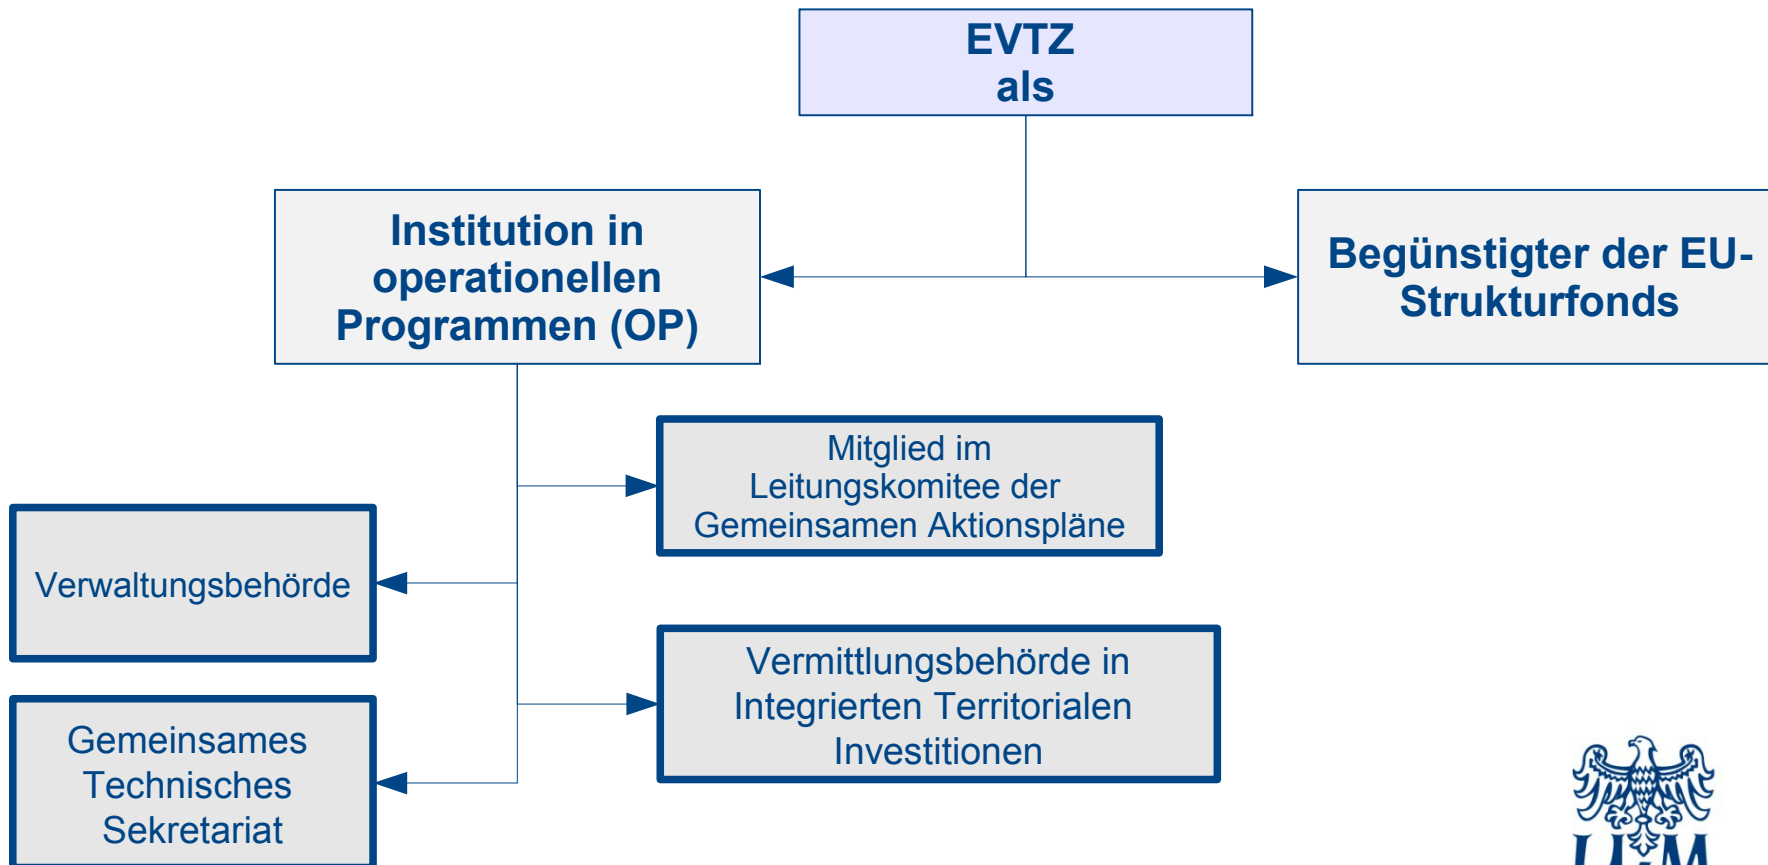 EVTZ
als
Institution in
operationellen
Programmen (OP)
Begünstigter der EU-
Strukturfonds
Mitglied im
Leitungskomitee der
Gemeinsamen Aktionspläne
Verwaltungsbehörde
Vermittlungsbehörde in
Integrierten Territorialen
Investitionen
Gemeinsames
Technisches
Sekretariat